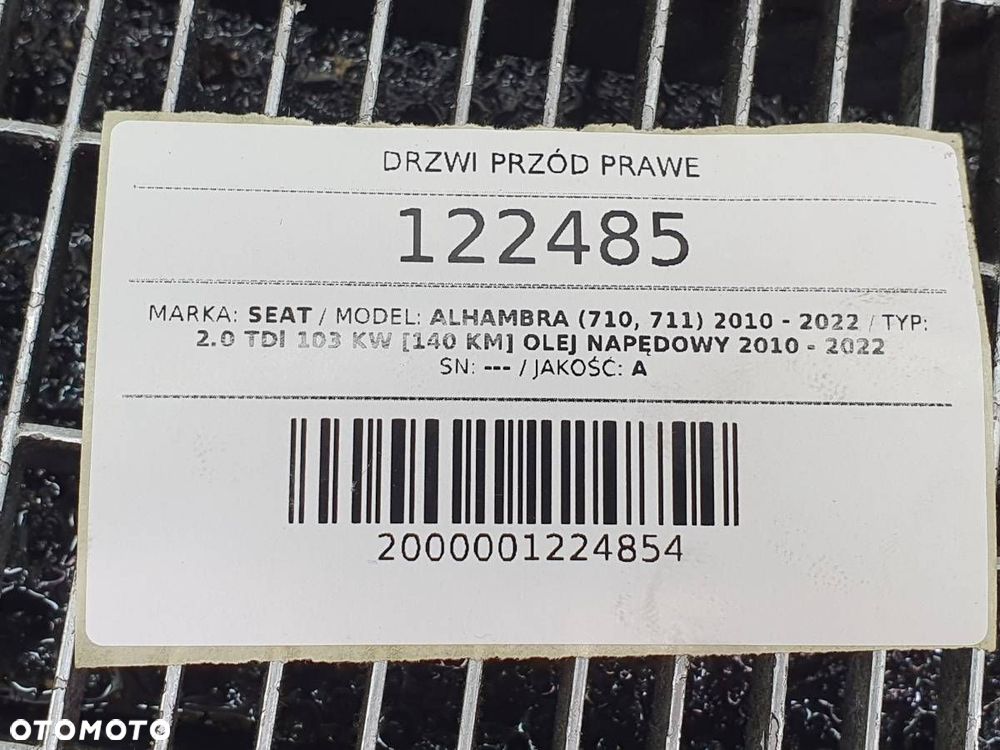 DRZWI PRZÓD PRAWE
122485
MARKA: SEAT / MODEL: ALHAMBRA (710, 711) 2010 - 2022 / TYP:
2.0 TDI 103 KW [140 KM] OLEJ NAPĘDOWY 2010 - 2022
SN: --- / JAKOŚĆ: A
2000001224854
OTOMOTO